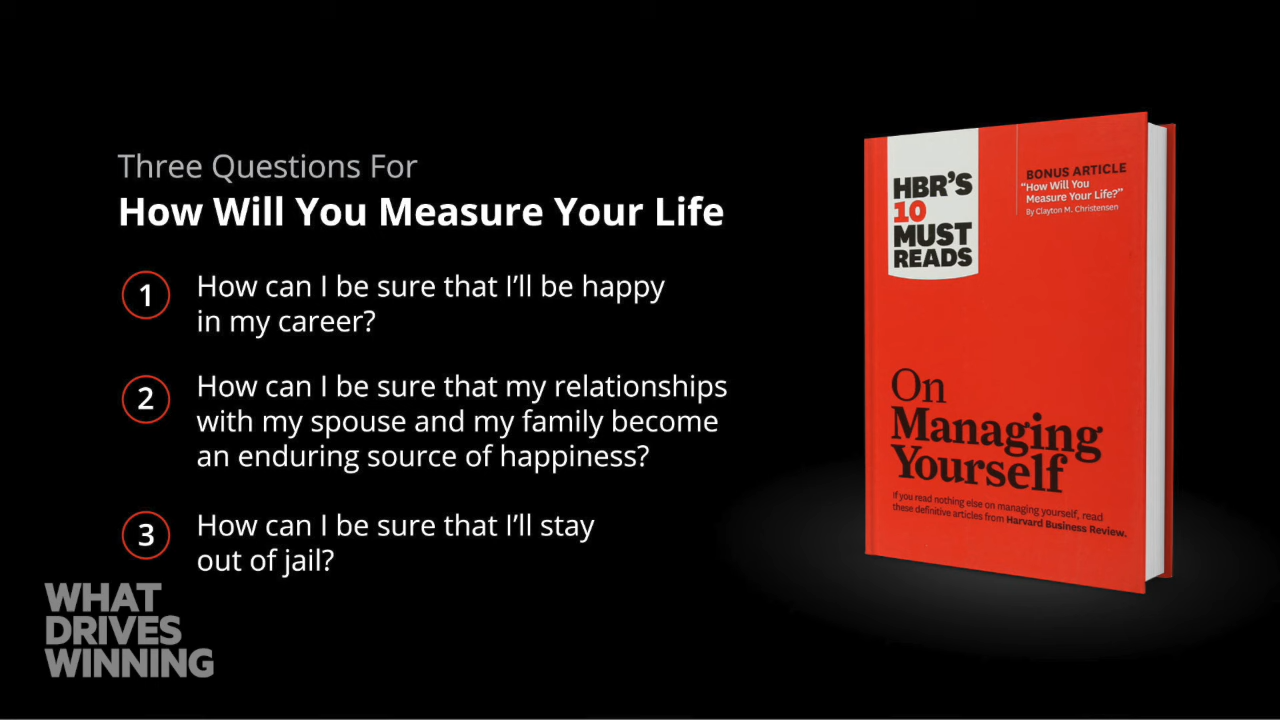 Three Questions For
How Will You Measure Your Life
1
How can I be sure that I'll be happy
in my career?
2
How can I be sure that my relationships
with my spouse and my family become
an enduring source of happiness?
3
How can I be sure that I'll stay
out of jail?
WHAT
DRIVES
WINNING
HBR'S
10
MUST
READS
BONUS ARTICLE
“How Will You
Measure Your Life?”
By Clayton M. Christensen
On
Managing
Yourself
If you read nothing else on managing yourself, read
these definitive articles from Harvard Business Review.